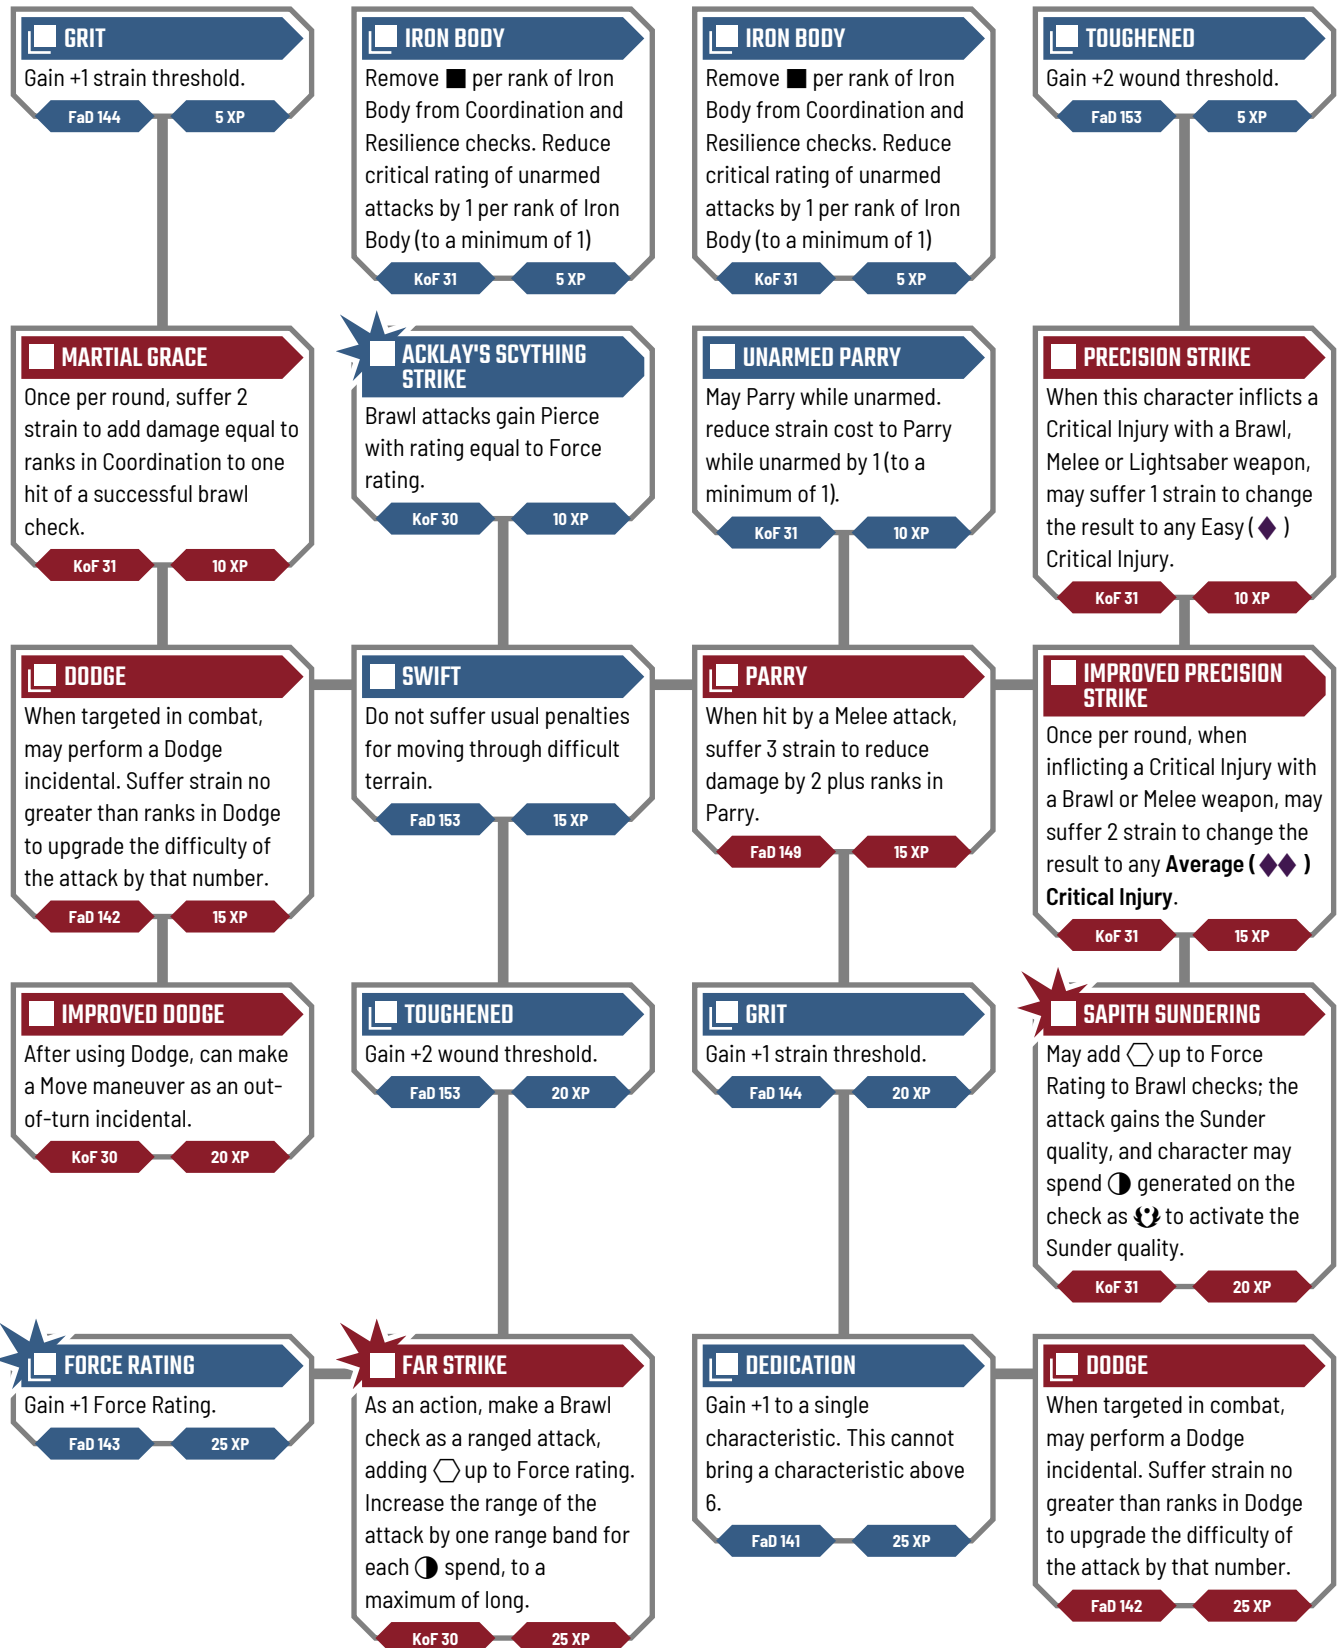 GRIT
Gain +1 strain threshold.
FaD 144
5 XP
IRON BODY
Remove ■ per rank of Iron
Body from Coordination and
Resilience checks. Reduce
critical rating of unarmed
attacks by 1 per rank of Iron
Body (to a minimum of 1)
KoF 31
5 XP
IRON BODY
Remove ■ per rank of Iron
Body from Coordination and
Resilience checks. Reduce
critical rating of unarmed
attacks by 1 per rank of Iron
Body (to a minimum of 1)
KoF 31
5 XP
TOUGHENED
Gain +2 wound threshold.
FaD 153
5 XP
MARTIAL GRACE
Once per round, suffer 2
strain to add damage equal to
ranks in Coordination to one
hit of a successful brawl
check.
KoF 31
10 XP
ACKLAY'S SCYTHING
STRIKE
Brawl attacks gain Pierce
with rating equal to Force
rating.
KoF 30
10 XP
UNARMED PARRY
May Parry while unarmed.
reduce strain cost to Parry
while unarmed by 1 (to a
minimum of 1).
KoF 31
10 XP
PRECISION STRIKE
When this character inflicts a
Critical Injury with a Brawl,
Melee or Lightsaber weapon,
may suffer 1 strain to change
the result to any Easy (◆ )
Critical Injury.
KoF 31
10 XP
DODGE
When targeted in combat,
may perform a Dodge
incidental. Suffer strain no
greater than ranks in Dodge
to upgrade the difficulty of
the attack by that number.
FaD 142
15 XP
SWIFT
Do not suffer usual penalties
for moving through difficult
terrain.
FaD 153
15 XP
PARRY
When hit by a Melee attack,
suffer 3 strain to reduce
damage by 2 plus ranks in
Parry.
FaD 149
15 XP
IMPROVED PRECISION
STRIKE
Once per round, when
inflicting a Critical Injury with
a Brawl or Melee weapon, may
suffer 2 strain to change the
result to any Average (◆◆ )
Critical Injury.
KoF 31
15 XP
IMPROVED DODGE
After using Dodge, can make
a Move maneuver as an out-
of-turn incidental.
KoF 30
20 XP
TOUGHENED
Gain +2 wound threshold.
FaD 153
20 XP
GRIT
Gain +1 strain threshold.
FaD 144
20 XP
SAPITH SUNDERING
May add ⬡ up to Force
Rating to Brawl checks; the
attack gains the Sunder
quality, and character may
spend ◑ generated on the
check as to activate the
Sunder quality.
KoF 31
20 XP
FORCE RATING
Gain +1 Force Rating.
FaD 143
25 XP
FAR STRIKE
As an action, make a Brawl
check as a ranged attack,
adding ⬡ up to Force rating.
Increase the range of the
attack by one range band for
each ◑ spend, to a
maximum of long.
KoF 30
25 XP
DEDICATION
Gain +1 to a single
characteristic. This cannot
bring a characteristic above
6.
FaD 141
25 XP
DODGE
When targeted in combat,
may perform a Dodge
incidental. Suffer strain no
greater than ranks in Dodge
to upgrade the difficulty of
the attack by that number.
FaD 142
25 XP